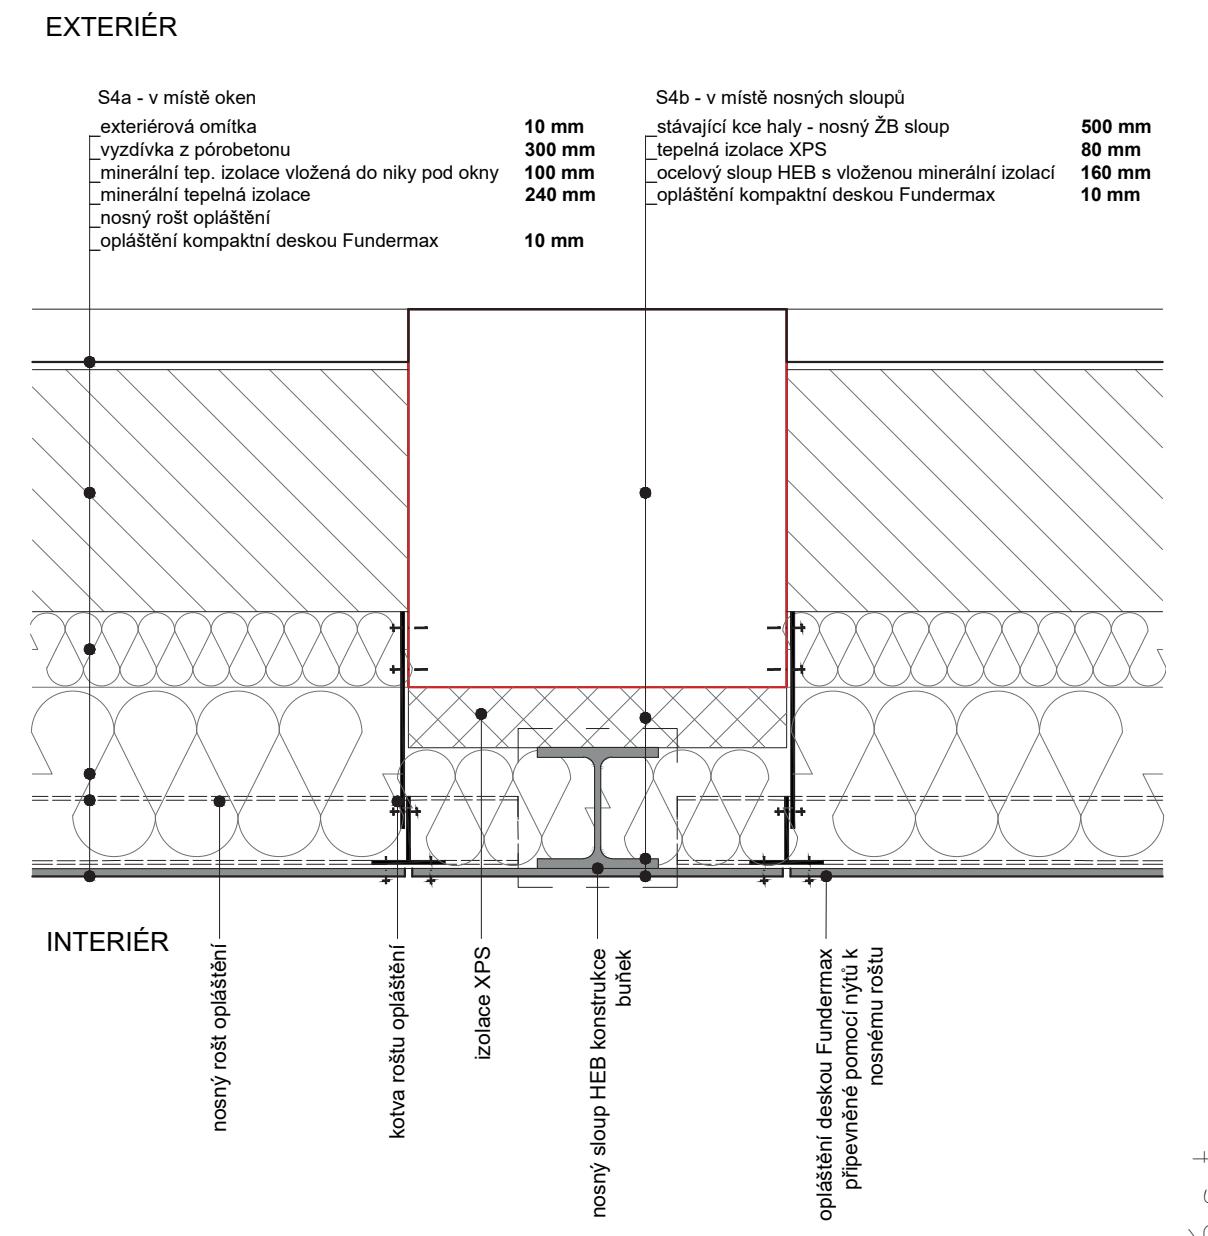 EXTERIÉR
S4a - v místě oken
exteriérová omítka 10 mm
vyzdívka z pórobetonu 300 mm
minerální tep. izolace vložená do niky pod okny 100 mm
minerální tepelná izolace 240 mm
nosný rošt opláštění
opláštění kompaktní deskou Fundermax 10 mm
S4b - v místě nosných sloupů
stávající kce haly - nosný ŽB sloup 500 mm
tepelná izolace XPS 80 mm
ocelový sloup HEB s vloženou minerální izolací 160 mm
opláštění kompaktní deskou Fundermax 10 mm
INTERIÉR
nosný rošt opláštění
kotva roštu opláštění
izolace XPS
nosný sloup HEB konstrukce
buňek
opláštění deskou Fundermax
připevněné pomocí nýtů k
nosnému roštu